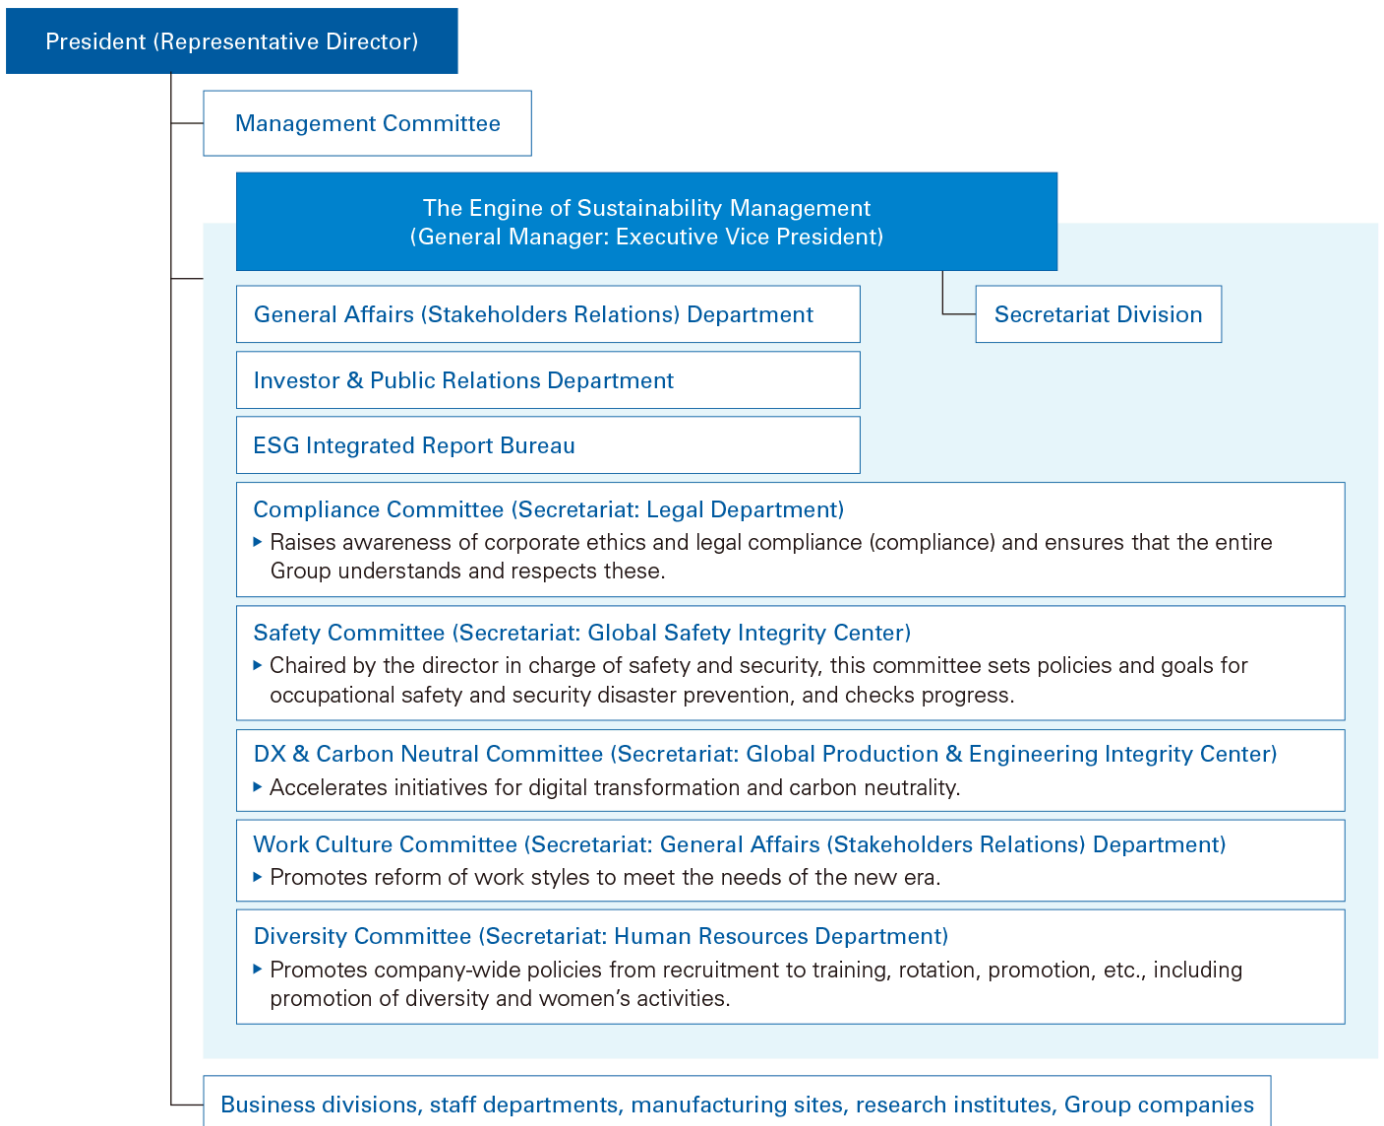 President (Representative Director)
Management Committee
The Engine of Sustainability Management
(General Manager: Executive Vice President)
General Affairs (Stakeholders Relations) Department
Secretariat Division
Investor & Public Relations Department
ESG Integrated Report Bureau
Compliance Committee (Secretariat: Legal Department)
▶ Raises awareness of corporate ethics and legal compliance (compliance) and ensures that the entire
Group understands and respects these.
Safety Committee (Secretariat: Global Safety Integrity Center)
▶ Chaired by the director in charge of safety and security, this committee sets policies and goals for
occupational safety and security disaster prevention, and checks progress.
DX & Carbon Neutral Committee (Secretariat: Global Production & Engineering Integrity Center)
▶ Accelerates initiatives for digital transformation and carbon neutrality.
Work Culture Committee (Secretariat: General Affairs (Stakeholders Relations) Department)
▶ Promotes reform of work styles to meet the needs of the new era.
Diversity Committee (Secretariat: Human Resources Department)
▶ Promotes company-wide policies from recruitment to training, rotation, promotion, etc., including
promotion of diversity and women’s activities.
Business divisions, staff departments, manufacturing sites, research institutes, Group companies